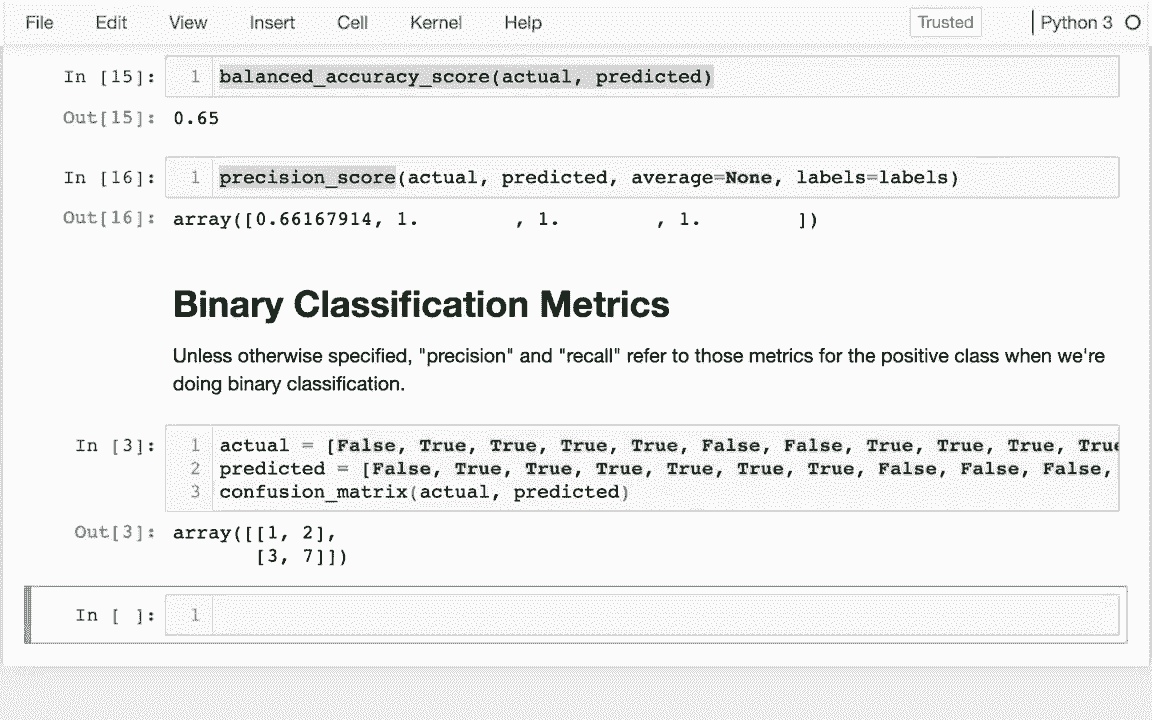 File Edit View Insert Cell Kernel Help Trusted Python 3
In [15]: 1 balanced_accuracy_score(actual, predicted)
Out[15]: 0.65
In [16]: 1 precision_score(actual, predicted, average=None, labels=labels)
Out[16]: array([0.66167914, 1.        , 1.        , 1.        ])
Binary Classification Metrics
Unless otherwise specified, "precision" and "recall" refer to those metrics for the positive class when we're
doing binary classification.
In [3]: 1 actual = [False, True, True, True, True, False, False, True, True, True, True
2 predicted = [False, True, True, True, True, True, True, False, False, False,
3 confusion_matrix(actual, predicted)
Out[3]: array([[1, 2],
[3, 7]])
In [ ]: 1